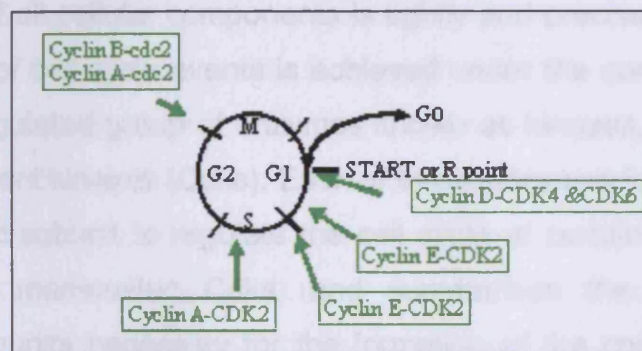 Cyclin B-cdc2
Cyclin A-cdc2
G0
M
G2 G1
START or R point
Cyclin D-CDK4 &CDK6
S
Cyclin E-CDK2
Cyclin A-CDK2
Cyclin E-CDK2